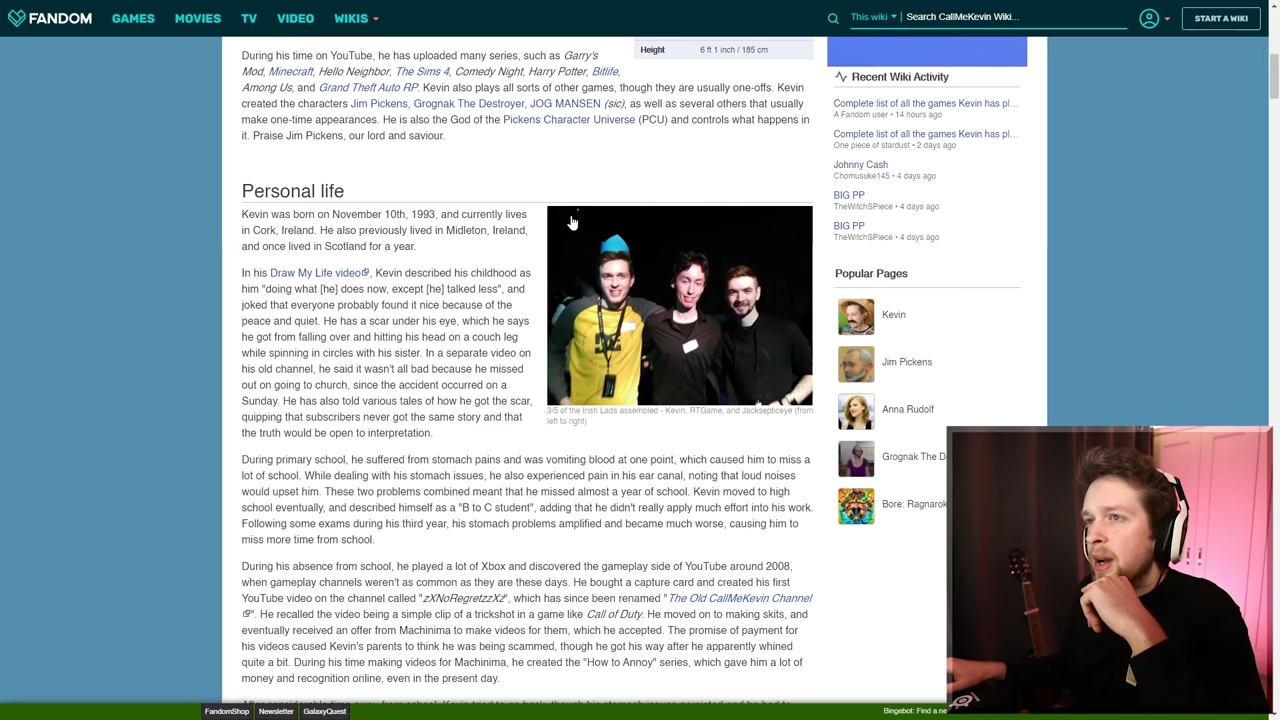 FANDOM
GAMES
MOVIES
TV
VIDEO
WIKIS
This wiki
Search CallMeKevin Wiki...
START A WIKI
During his time on YouTube, he has uploaded many series, such as Garry's
Mod, Minecraft, Hello Neighbor, The Sims 4, Comedy Night, Harry Potter, Bitlife,
Among Us, and Grand Theft Auto RP. Kevin also plays all sorts of other games, though they are usually one-offs. Kevin
created the characters Jim Pickens, Grognak The Destroyer, JOG MANSEN (sic), as well as several others that usually
make one-time appearances. He is also the God of the Pickens Character Universe (PCU) and controls what happens in
it. Praise Jim Pickens, our lord and saviour.
Height 6 ft 1 inch / 185 cm
Personal life
Kevin was born on November 10th, 1993, and currently lives
in Cork, Ireland. He also previously lived in Midleton, Ireland,
and once lived in Scotland for a year.
In his Draw My Life video, Kevin described his childhood as
him "doing what [he] does now, except [he] talked less", and
joked that everyone probably found it nice because of the
peace and quiet. He has a scar under his eye, which he says
he got from falling over and hitting his head on a couch leg
while spinning in circles with his sister. In a separate video on
his old channel, he said it wasn't all bad because he missed
out on going to church, since the accident occurred on a
Sunday. He has also told various tales of how he got the scar,
quipping that subscribers never got the same story and that
the truth would be open to interpretation.
3/5 of the Irish Lads assembled - Kevin, RTGame, and Jacksepticeye (from
left to right)
During primary school, he suffered from stomach pains and was vomiting blood at one point, which caused him to miss a
lot of school. While dealing with his stomach issues, he also experienced pain in his ear canal, noting that loud noises
would upset him. These two problems combined meant that he missed almost a year of school. Kevin moved to high
school eventually, and described himself as a "B to C student", adding that he didn't really apply much effort into his work.
Following some exams during his third year, his stomach problems amplified and became much worse, causing him to
miss more time from school.
During his absence from school, he played a lot of Xbox and discovered the gameplay side of YouTube around 2008,
when gameplay channels weren't as common as they are these days. He bought a capture card and created his first
YouTube video on the channel called "zXNoRegretzzXz", which has since been renamed "The Old CallMeKevin Channel
". He recalled the video being a simple clip of a trickshot in a game like Call of Duty. He moved on to making skits, and
eventually received an offer from Machinima to make videos for them, which he accepted. The promise of payment for
his videos caused Kevin's parents to think he was being scammed, though he got his way after he apparently whined
quite a bit. During his time making videos for Machinima, he created the "How to Annoy" series, which gave him a lot of
money and recognition online, even in the present day.
Recent Wiki Activity
Complete list of all the games Kevin has pl...
A Fandom user • 14 hours ago
Complete list of all the games Kevin has pl...
One piece of stardust • 2 days ago
Johnny Cash
Chomusuke145 • 4 days ago
BIG PP
TheWitchSPiece • 4 days ago
BIG PP
TheWitchSPiece • 4 days ago
Popular Pages
Kevin
Jim Pickens
Anna Rudolf
Grognak The D
Bore: Ragnarok
FandomShop
Newsletter
GalaxyQuest
Bingebot: Find a ne